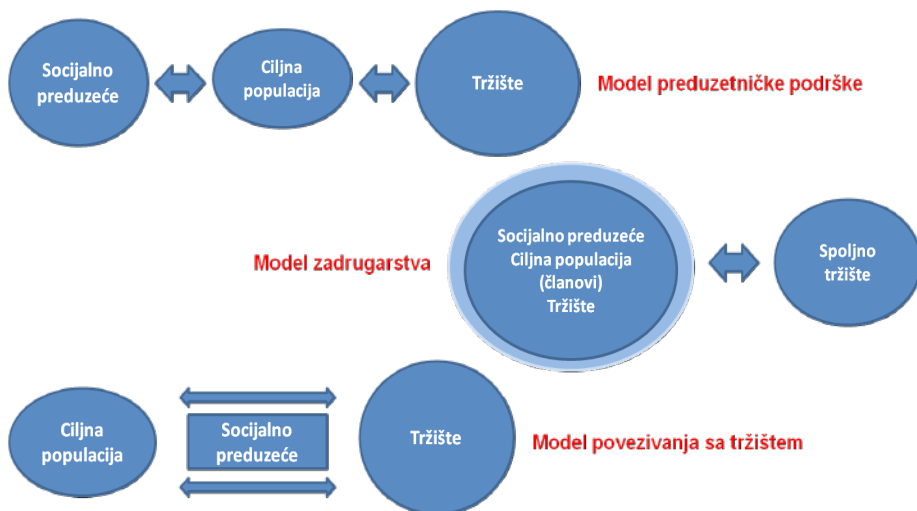 Socijalno
preduzeće
Ciljna
populacija
Tržište
Model preduzetničke podrške
Model zadrugarstva
Socijalno preduzeće
Ciljna populacija
(članovi)
Tržište
Spoljno
tržište
Ciljna
populacija
Socijalno
preduzeće
Tržište
Model povezivanja sa tržištem